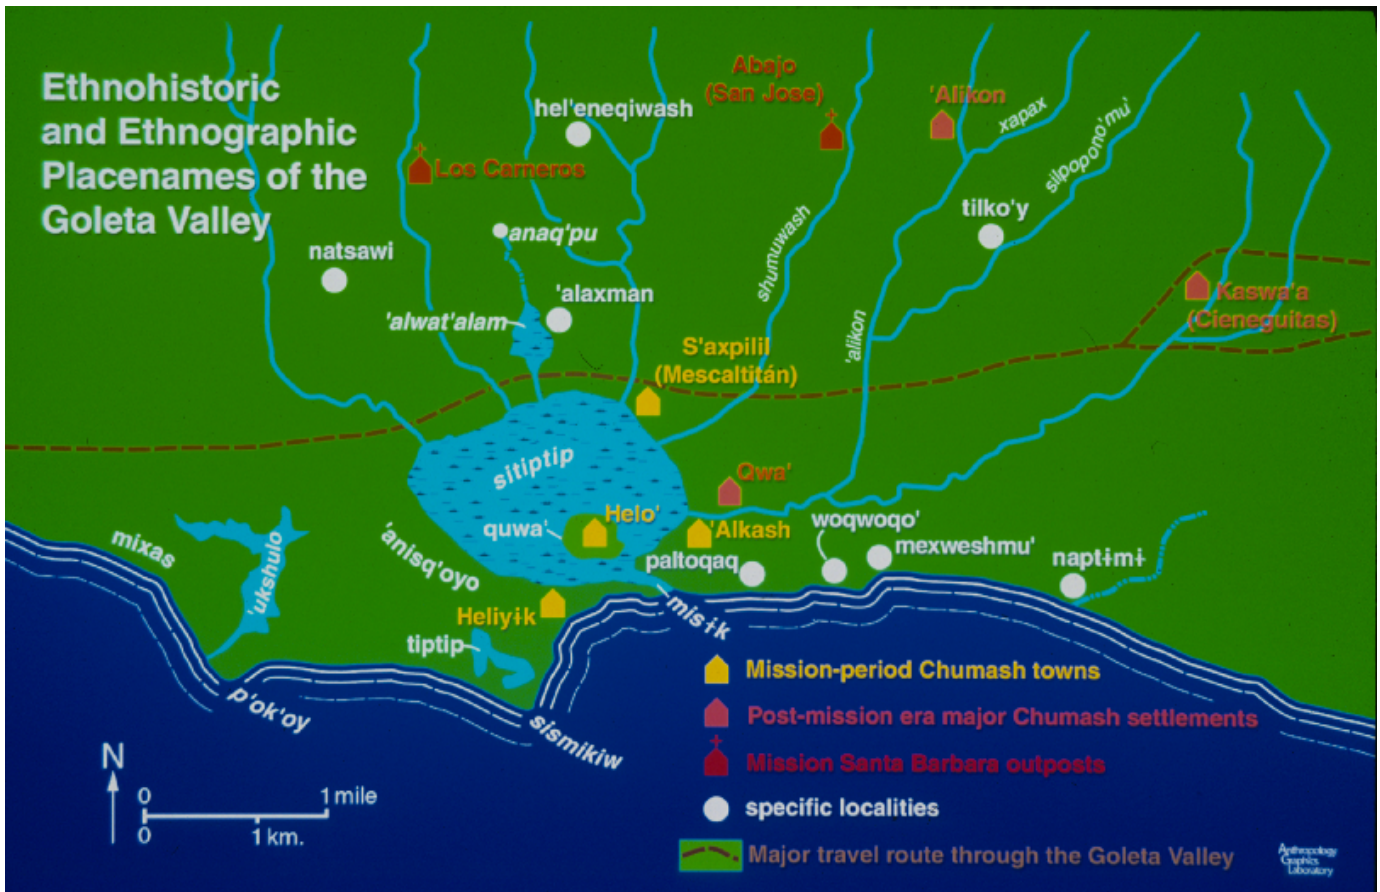 Ethnohistoric
and Ethnographic
Placenames of the
Goleta Valley
hel'eneqiwash
Abajo
(San Jose)
'Alikon
xapax
silpopono'mu'
Los Carneros
anaq'pu
natsawi
tilko'y
shumuwash
'alaxman
'alwat'alam
'alikon
Kaswa'a
(Cieneguitas)
S'axpilil
(Mescaltitán)
sitiptip
Qwa'
quwa'
Helo'
'Alkash
woqwoqo'
mexweshmu'
paltoqaq
naptɨmɨ
mixas
'ukshulo
'anisq'oyo
Heliyɨk
tiptip
misɨk
p'ok'oy
sismikiw
Mission-period Chumash towns
Post-mission era major Chumash settlements
Mission Santa Barbara outposts
specific localities
Major travel route through the Goleta Valley
N
0 1 mile
0 1 km.
Anthropology
Graphics
Laboratory